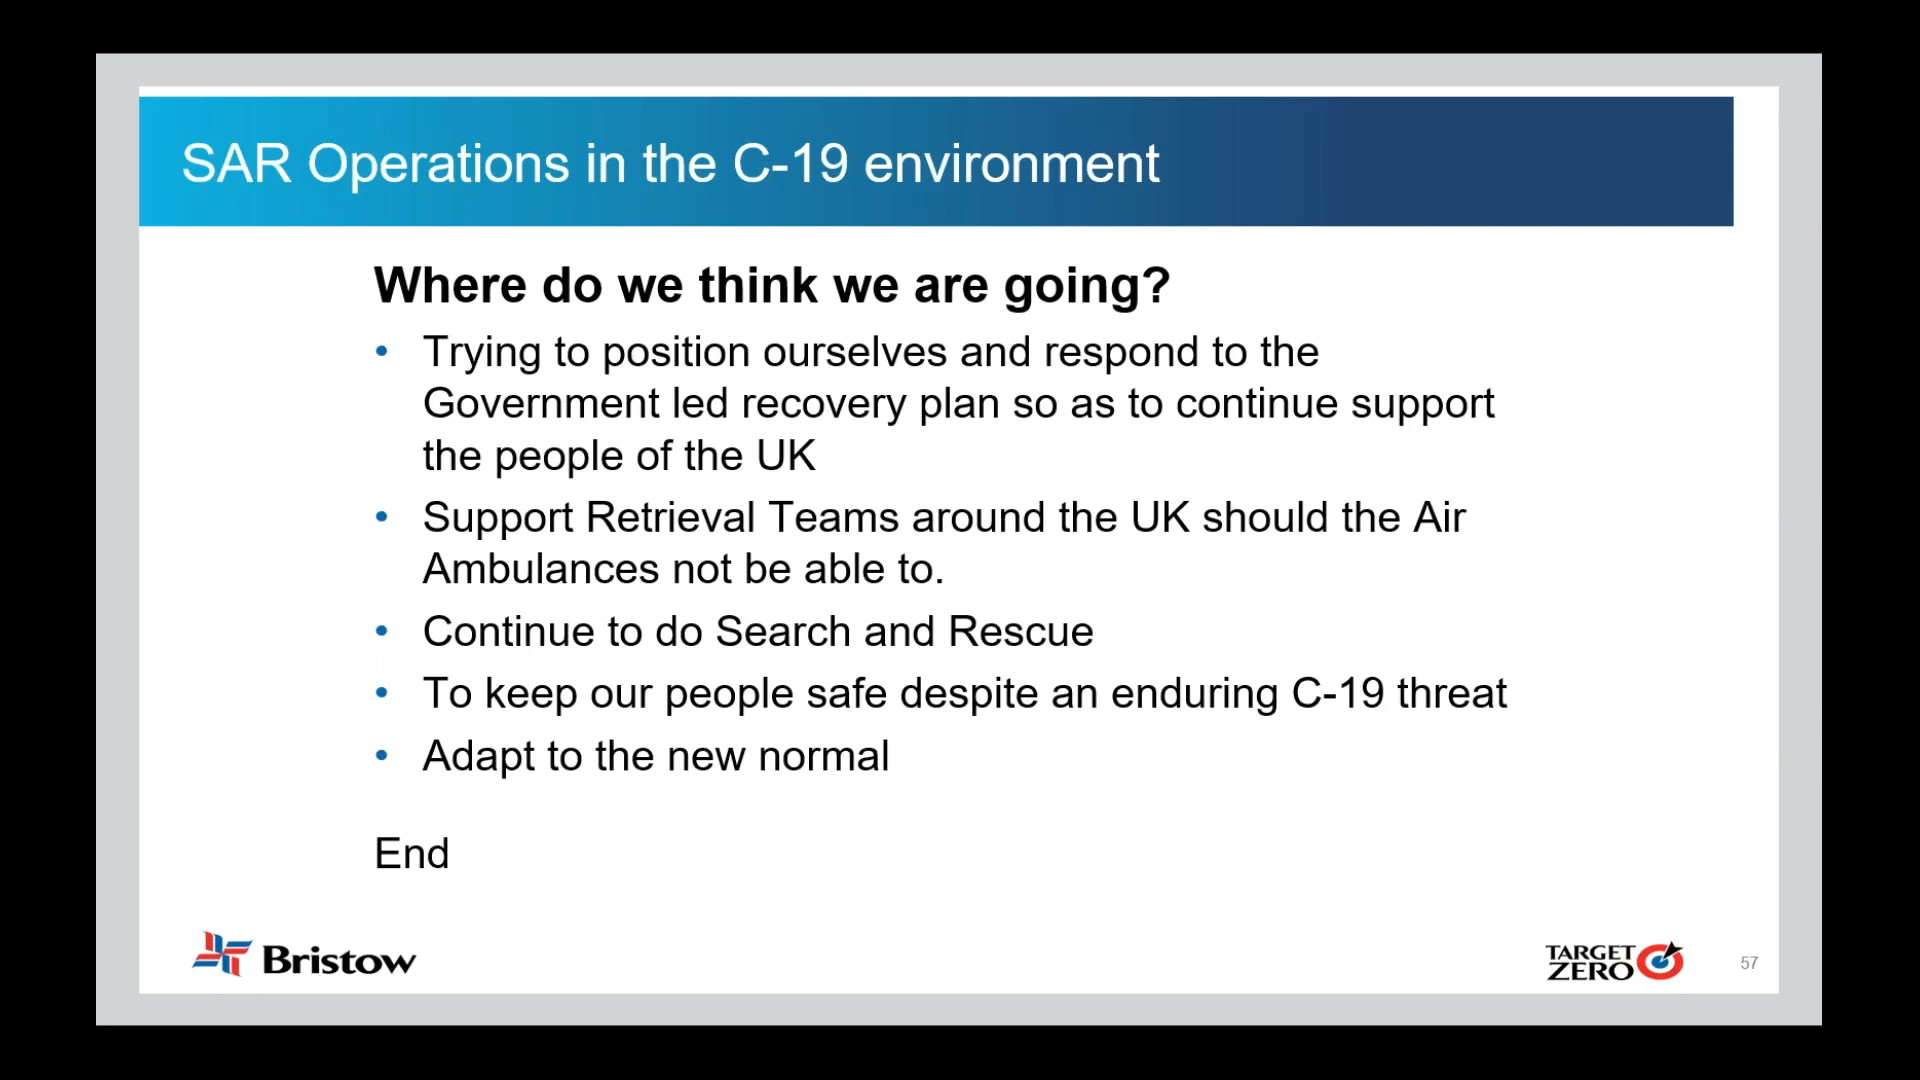 SAR Operations in the C-19 environment
Where do we think we are going?
• Trying to position ourselves and respond to the
Government led recovery plan so as to continue support
the people of the UK
• Support Retrieval Teams around the UK should the Air
Ambulances not be able to.
• Continue to do Search and Rescue
• To keep our people safe despite an enduring C-19 threat
• Adapt to the new normal
End
Bristow
TARGET
ZERO
57